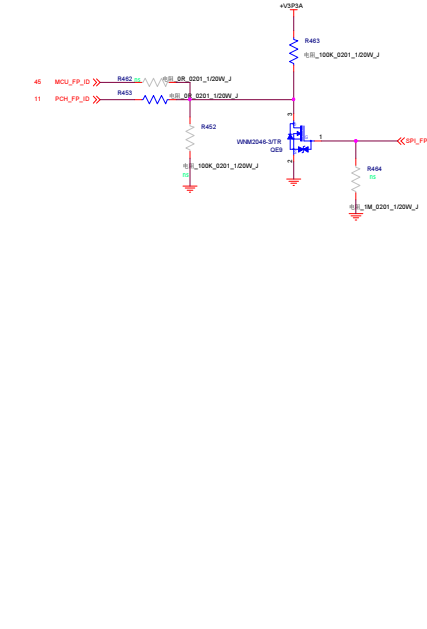 +V3P3A
R463
电阻_100K_0201_1/20W_J
45 MCU_FP_ID R462 ns 电阻_0R_0201_1/20W_J
11 PCH_FP_ID R453 电阻_0R_0201_1/20W_J
3
R452
WNM2046-3/TR
QE9
1
SPI_FP
2
电阻_100K_0201_1/20W_J
ns
R464
ns
电阻_1M_0201_1/20W_J